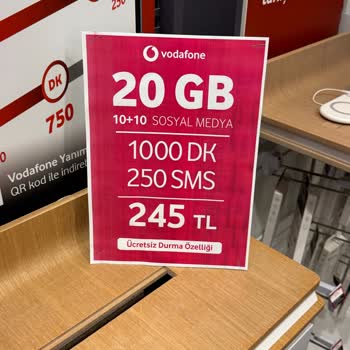 DK
750
Vodafone Yanım
QR kod ile indir
vodafone
20 GB
10+10 SOSYAL MEDYA
1000 DK
250 SMS
245 TL
Ücretsiz Durma Özelliği